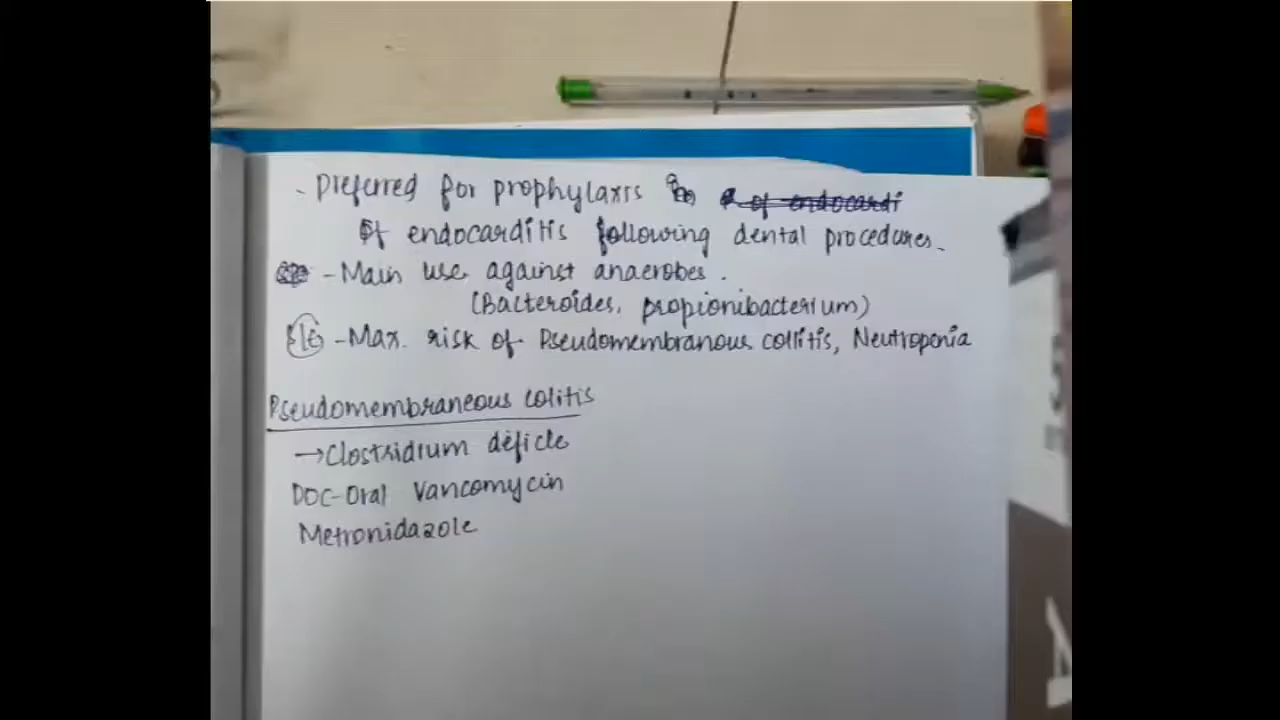 - Preferred for prophylaxis in
of endocarditis following dental procedures.
- Main use against anaerobes.
(Bacteroides, propionibacterium)
S/E - Max. risk of Pseudomembranous collitis, Neutropenia
Pseudomembraneous colitis
→ Clostridium deficle
DOC - Oral Vancomycin
Metronidazole